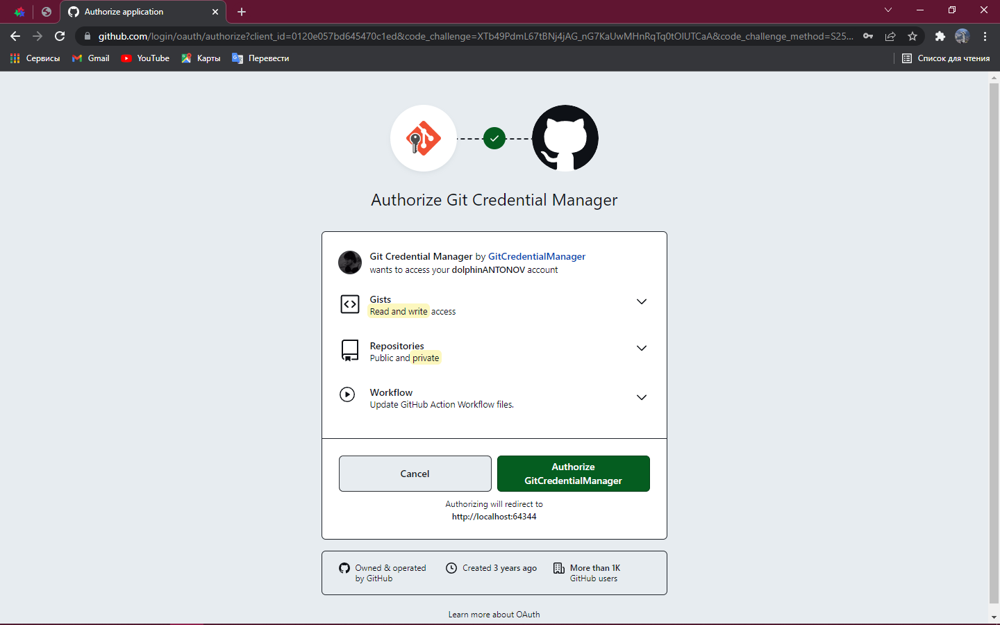 Authorize application
github.com/login/oauth/authorize?client_id=0120e057bd645470c1ed&code_challenge=XTb49PdmL67tBNj4jAG_nG7KaUwMHnRqTq0tOIUTCaA&code_challenge_method=S25...
Сервисы Gmail YouTube Карты Перевести Список для чтения
Authorize Git Credential Manager
Git Credential Manager by GitCredentialManager
wants to access your dolphinANTONOV account
Gists
Read and write access
Repositories
Public and private
Workflow
Update GitHub Action Workflow files.
Cancel
Authorize
GitCredentialManager
Authorizing will redirect to
http://localhost:64344
Owned & operated
by GitHub
Created 3 years ago
More than 1K
GitHub users
Learn more about OAuth